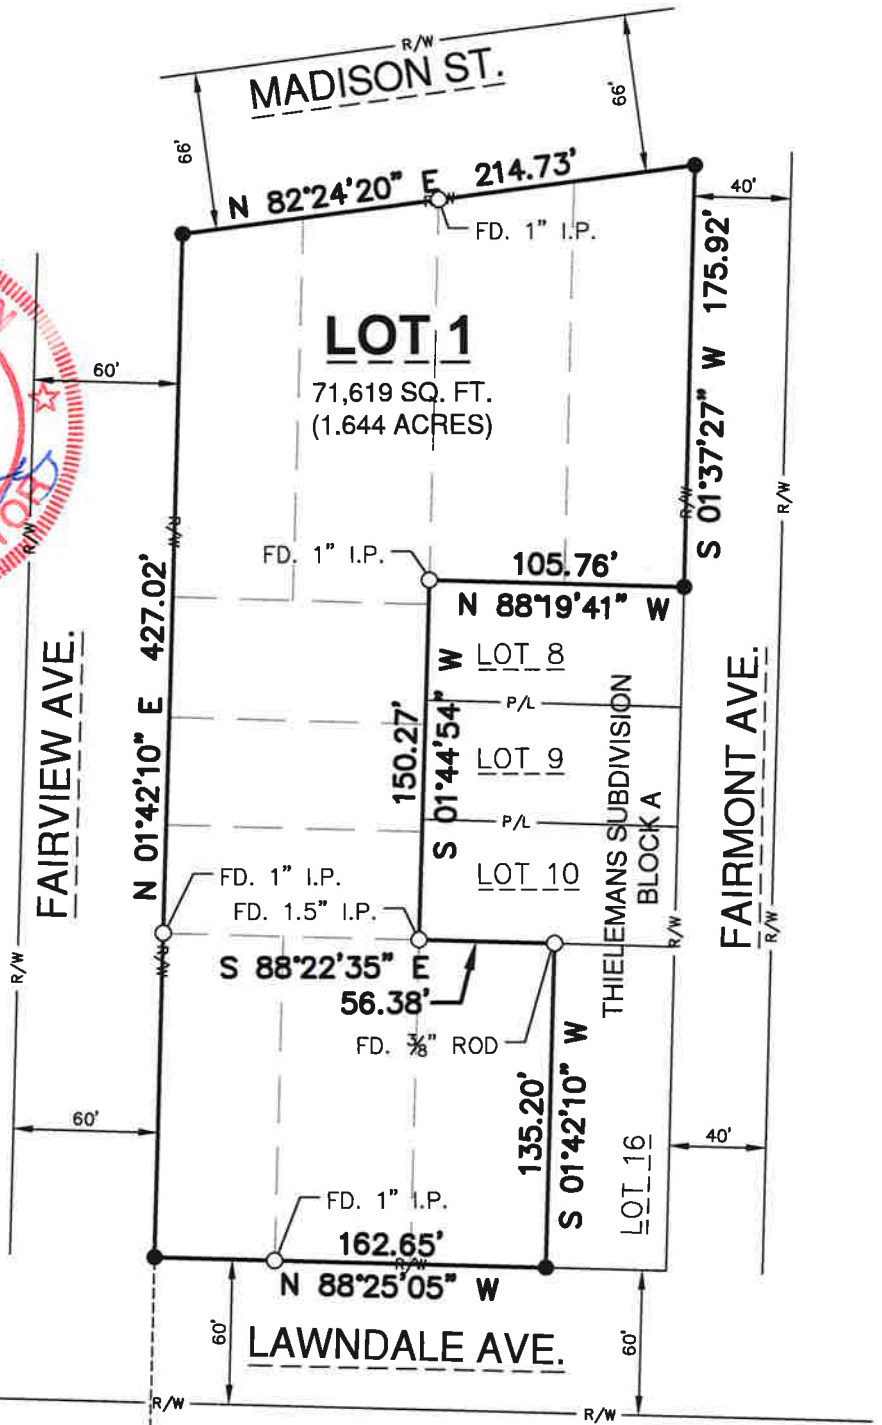 R/W
MADISON ST.
66'
66'
N 82°24'20" E 214.73'
R/W
FD. 1" I.P.
40'
LOT 1
71,619 SQ. FT.
(1.644 ACRES)
60'
S 01°37'27" W 175.92'
R/W
R/W
R/W
R/W
N 01°42'10" E 427.02'
FD. 1" I.P.
105.76'
N 88°19'41" W
FAIRVIEW AVE.
150.27'
S 01°44'54" W
LOT 8
P/L
LOT 9
P/L
LOT 10
THIELEMANS SUBDIVISION
BLOCK A
FAIRMONT AVE.
FD. 1" I.P.
FD. 1.5" I.P.
R/W
R/W
R/W
R/W
S 88°22'35" E
56.38'
FD. ⅜" ROD
135.20'
S 01°42'10" W
60'
40'
LOT 16
FD. 1" I.P.
162.65'
R/W
N 88°25'05" W
60'
LAWNDALE AVE.
60'
R/W
R/W